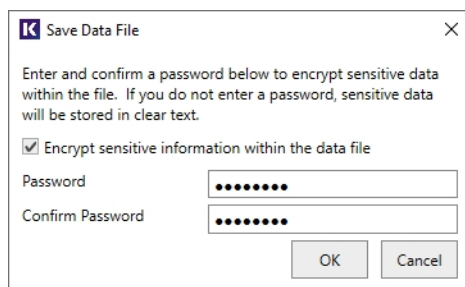 Save Data File
Enter and confirm a password below to encrypt sensitive data
within the file. If you do not enter a password, sensitive data
will be stored in clear text.
Encrypt sensitive information within the data file
Password ••••••••
Confirm Password ••••••••
OK Cancel